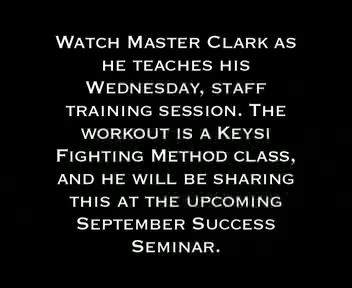 Watch Master Clark as
he teaches his
Wednesday, staff
training session. The
workout is a Keysi
Fighting Method class,
and he will be sharing
this at the upcoming
September Success
Seminar.